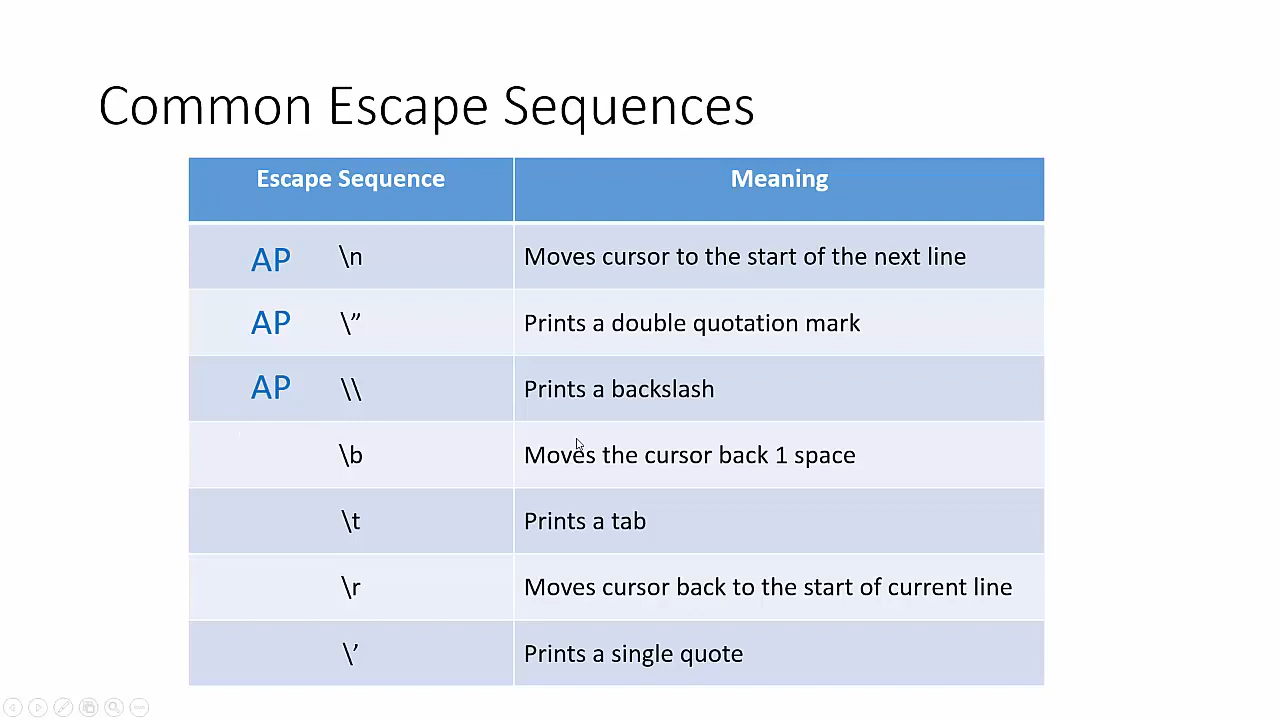 Common Escape Sequences
Escape Sequence Meaning
AP \n Moves cursor to the start of the next line
AP \” Prints a double quotation mark
AP \\ Prints a backslash
\b Moves the cursor back 1 space
\t Prints a tab
\r Moves cursor back to the start of current line
\’ Prints a single quote